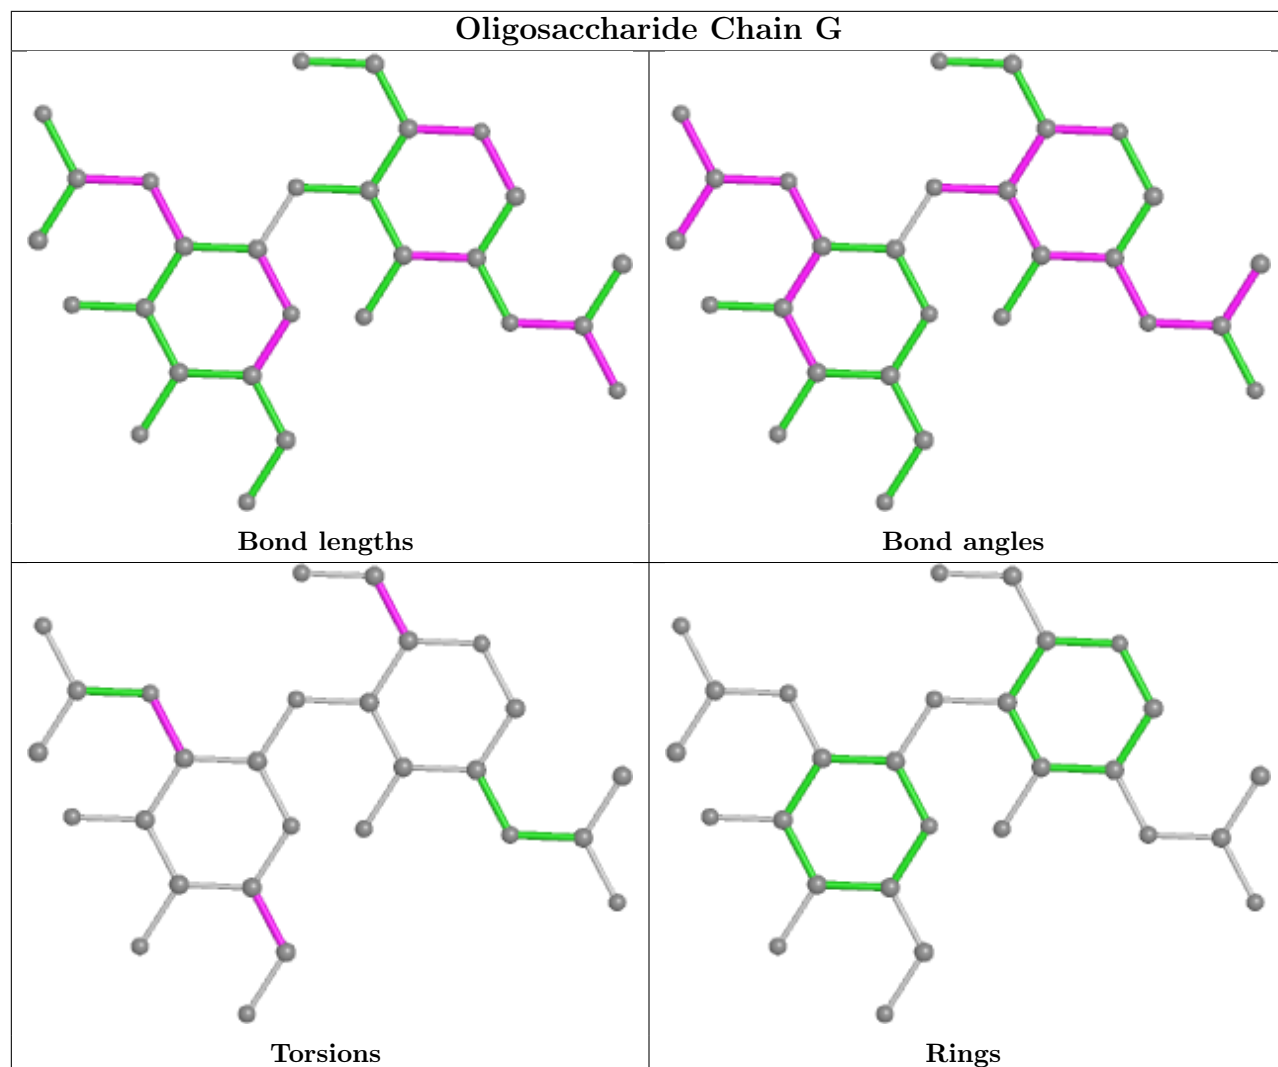 Oligosaccharide Chain G
Bond lengths
Bond angles
Torsions
Rings